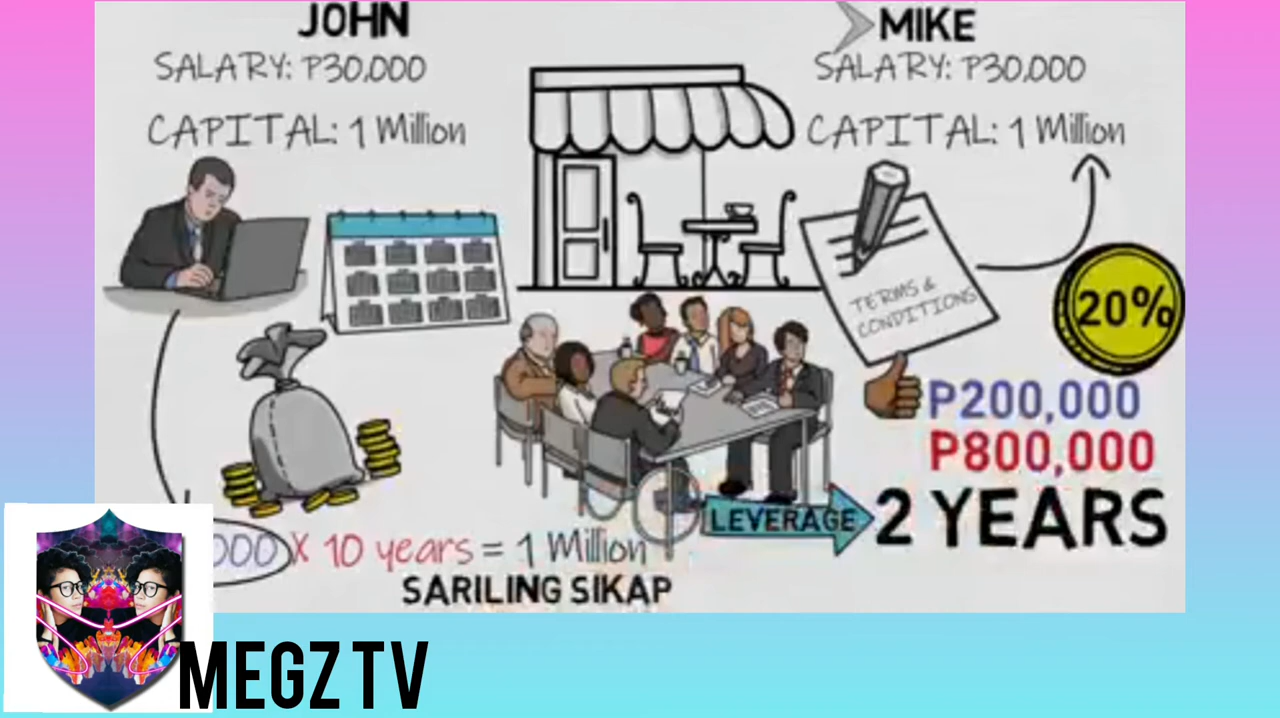 JOHN
SALARY: P30,000
CAPITAL: 1 Million
MIKE
SALARY: P30,000
CAPITAL: 1 Million
TERMS &
CONDITIONS
20%
P200,000
P800,000
LEVERAGE
2 YEARS
000 X 10 years = 1 Million
SARILING SIKAP
MEGZ TV